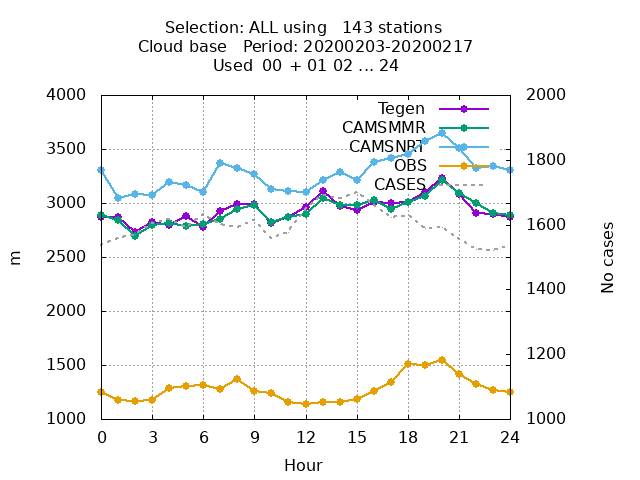 Selection: ALL using 143 stations
Cloud base Period: 20200203-20200217
Used 00 + 01 02 ... 24
4000
3500
3000
2500
2000
1500
1000
m
2000
1800
1600
1400
1200
1000
No cases
Tegen
CAMSMMR
CAMSNRT
OBS
CASES
0 3 6 9 12 15 18 21 24
Hour